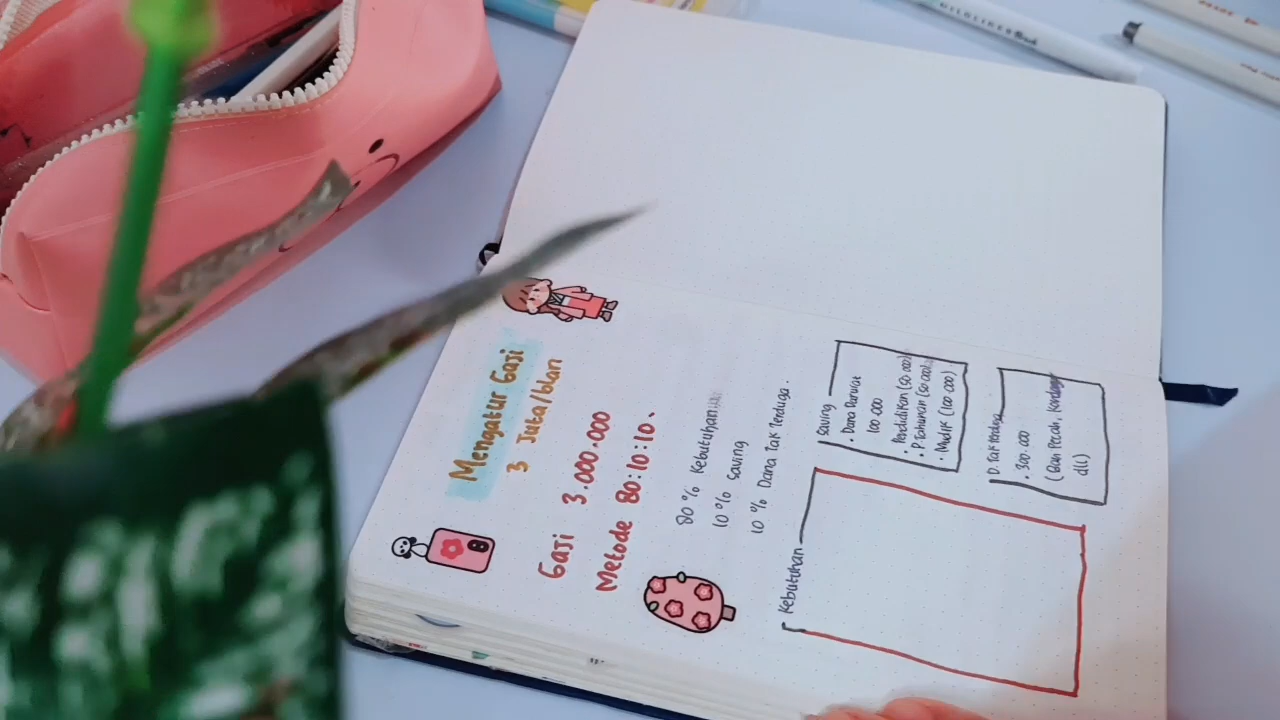 Mengatur Gaji
3 Juta/blan
Gaji 3.000.000
Metode 80:10:10.
80% Kebutuhan
10% saving
10% Dana Tak Terduga.
Kebutuhan
saving
• Dana Darurat
100.000
• Pendidikan (50.000)
• P.tahunan (50.000)
• Mudik (100.000)
D. Tak Terduga
• 300.000
(Ban Pecah, Kondangan
dll)